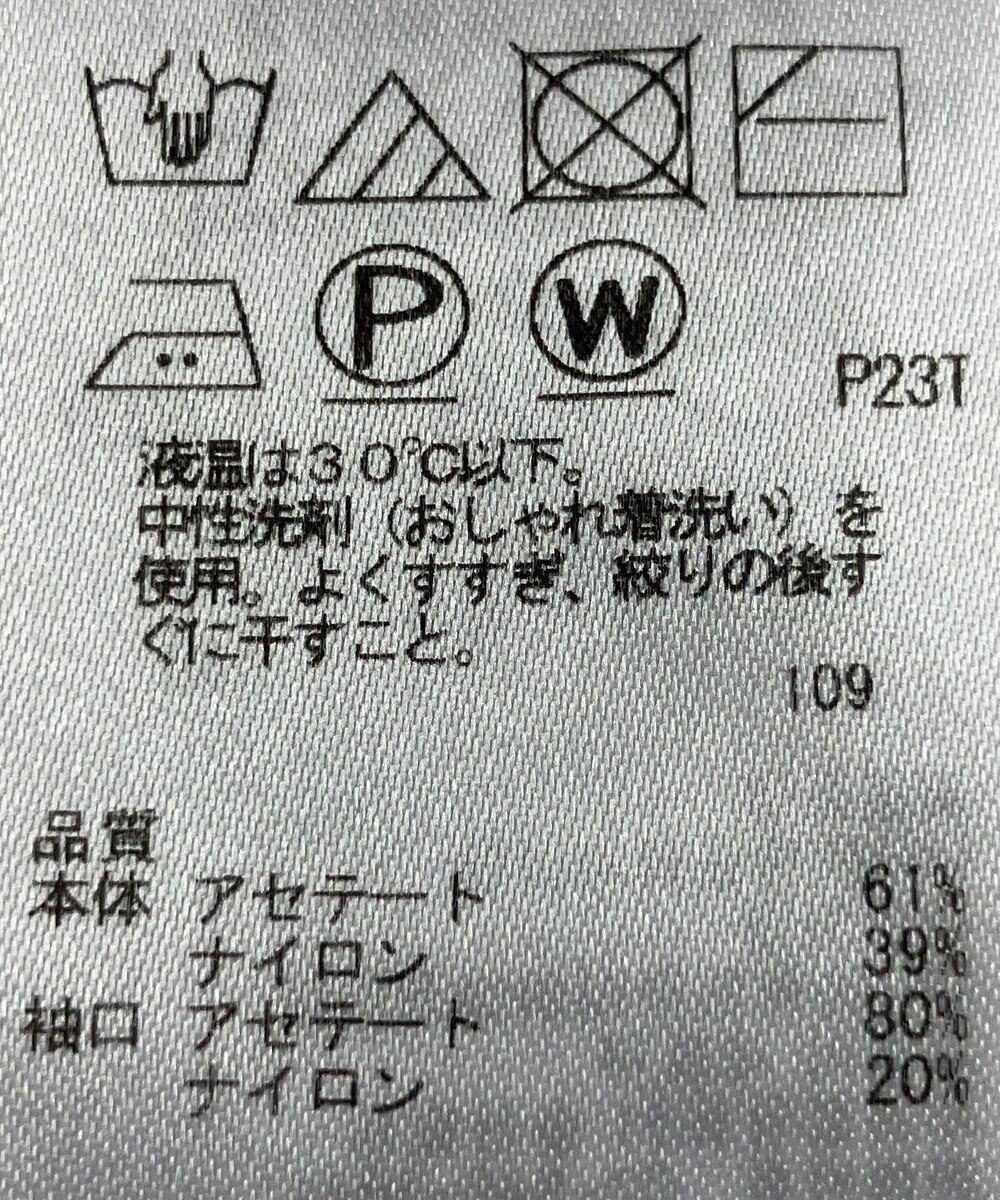 P W
P23T
液温は30℃以下。
中性洗剤（おしゃれ着洗い）を
使用。よくすすぎ、絞りの後す
ぐに干すこと。
109
品質
本体 アセテート 61%
ナイロン 39%
袖口 アセテート 80%
ナイロン 20%